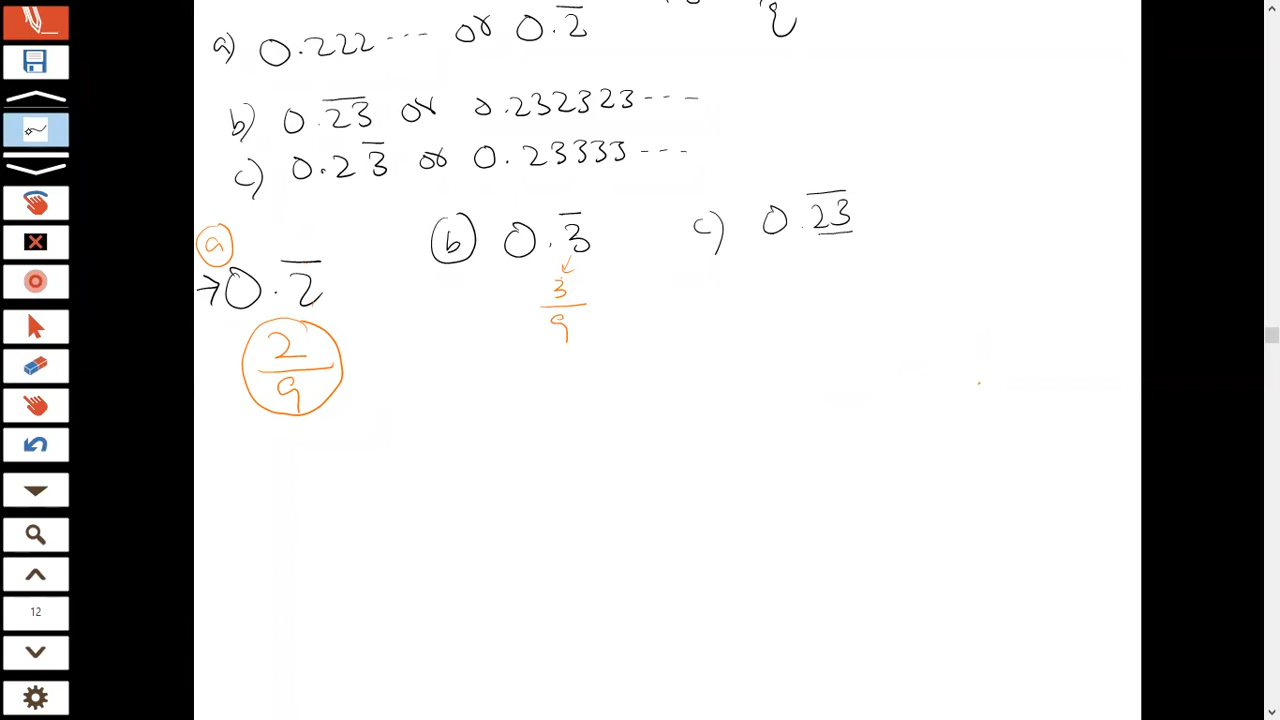 a) 0.222--- or 0.2̅
q
b) 0.2̅3̅ or 0.232323---
c) 0.23̅ or 0.23333---
a
→0.2̅
2
9
b 0.3̅
3
9
c) 0.2̅3̅
12